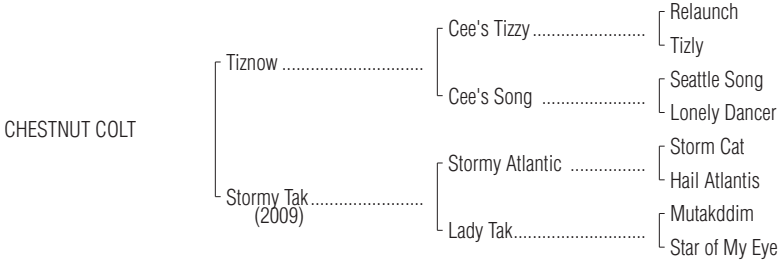 Relaunch
Cee's Tizzy ........................
Tizly
Tiznow ..............................
Seattle Song
Cee's Song ......................
Lonely Dancer
CHESTNUT COLT
Storm Cat
Stormy Atlantic ................
Hail Atlantis
Stormy Tak ........................
(2009)
Mutakddim
Lady Tak ............................
Star of My Eye